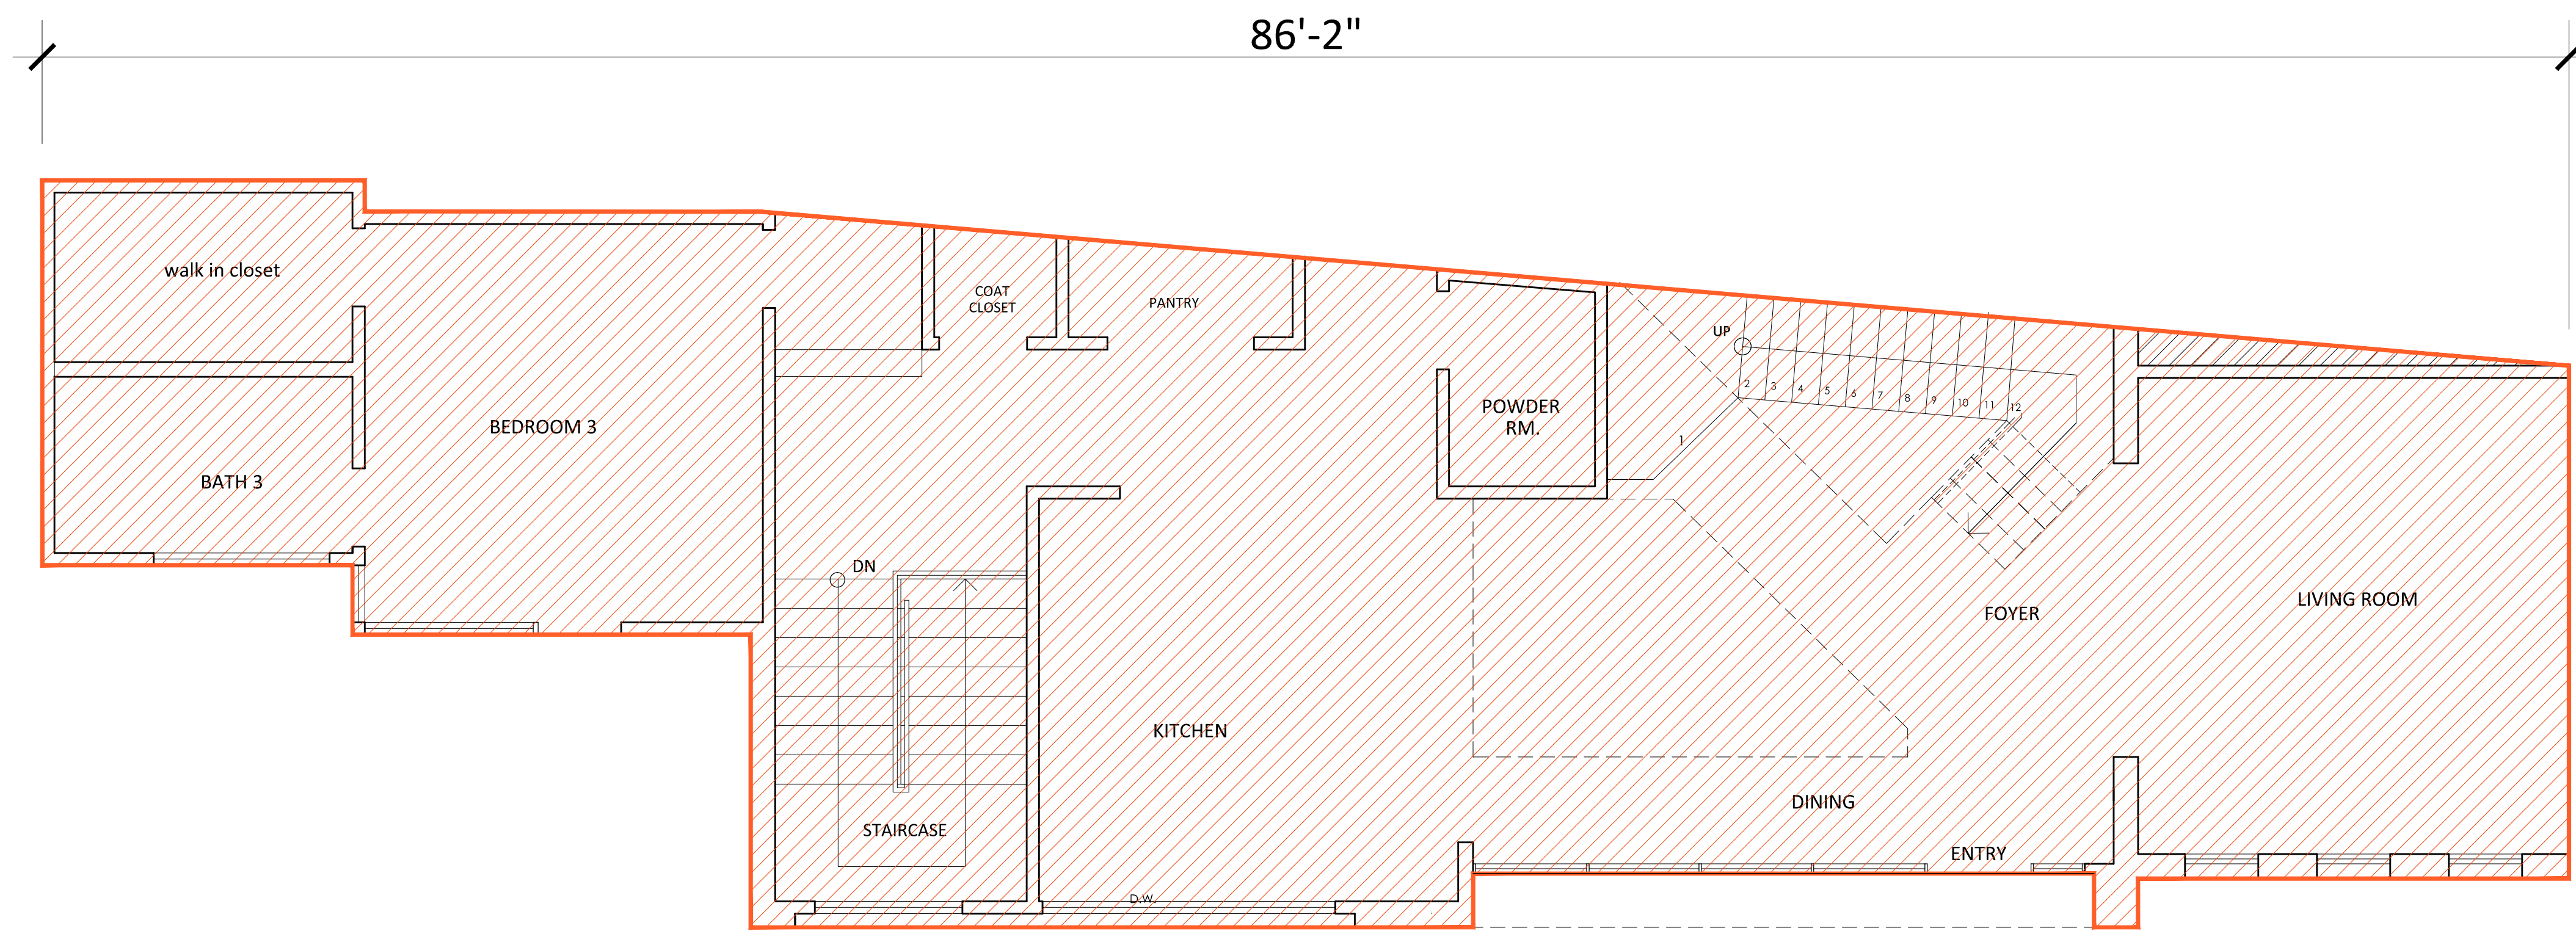 86'-2"
walk in closet
COAT
CLOSET
PANTRY
UP
2
3
4
5
6
7
8
9
10
11
12
1
POWDER
RM.
BEDROOM 3
BATH 3
DN
LIVING ROOM
FOYER
KITCHEN
DINING
STAIRCASE
ENTRY
D.W.